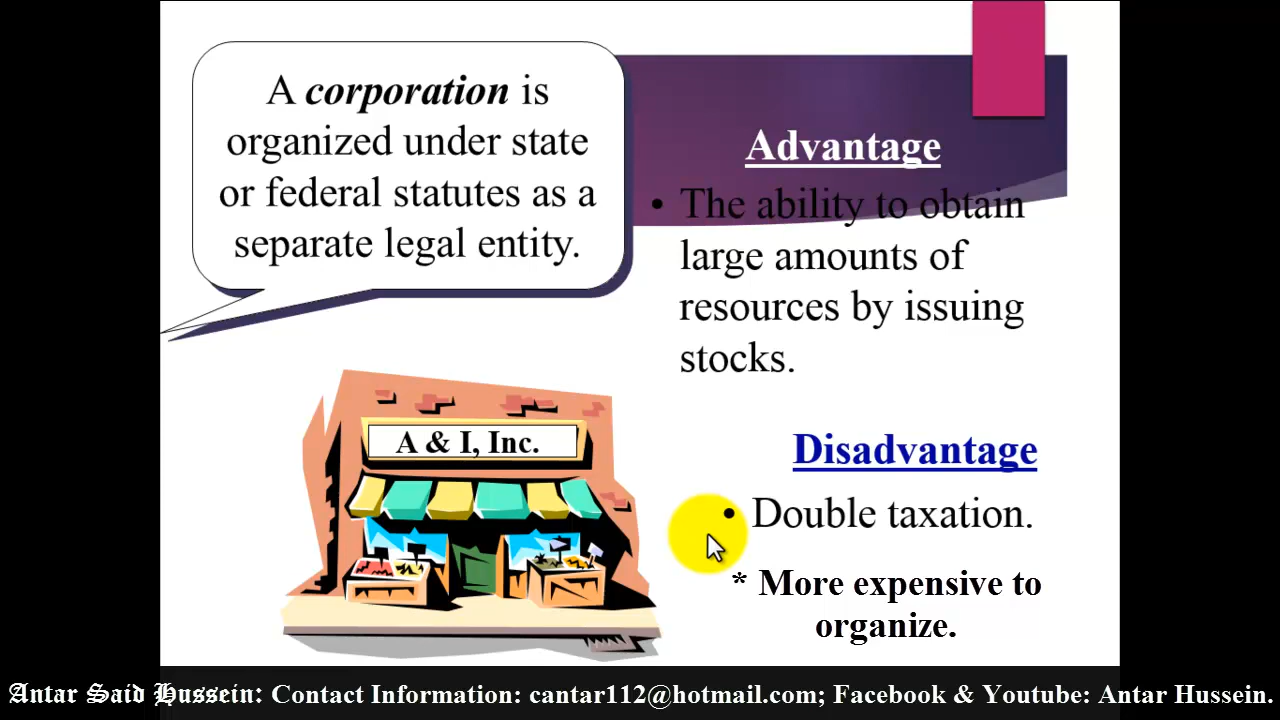 A corporation is
organized under state
or federal statutes as a
separate legal entity.
Advantage
• The ability to obtain
large amounts of
resources by issuing
stocks.
A & I, Inc.
Disadvantage
• Double taxation.
* More expensive to
organize.
Antar Said Hussein: Contact Information: cantar112@hotmail.com; Facebook & Youtube: Antar Hussein.